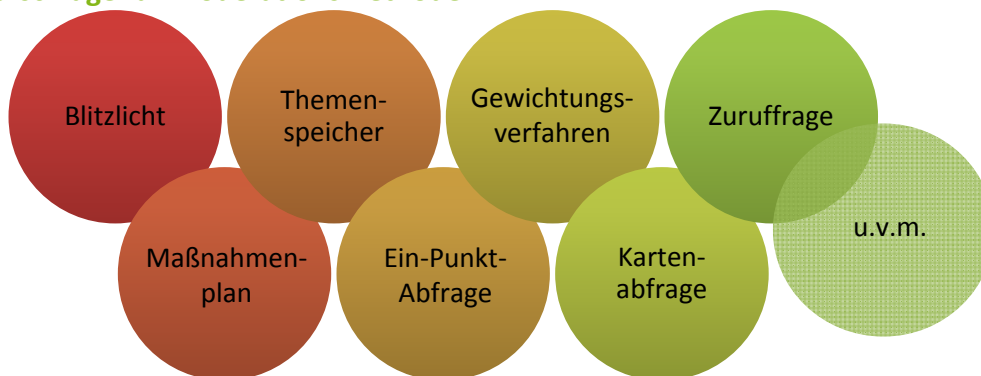 Blitzlicht
Themen-
speicher
Gewichtungs-
verfahren
Zuruffrage
Maßnahmen-
plan
Ein-Punkt-
Abfrage
Karten-
abfrage
u.v.m.